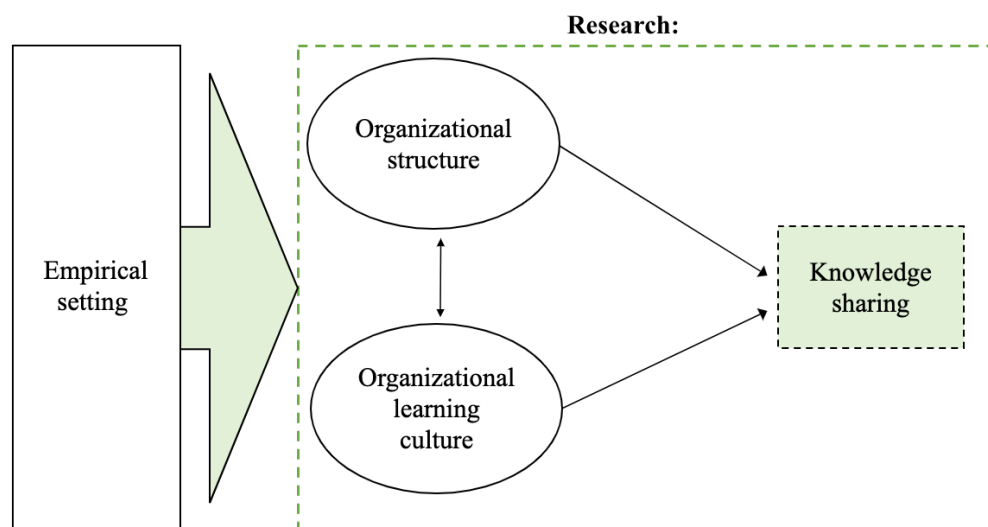 Research:
Organizational
structure
Empirical
setting
Knowledge
sharing
Organizational
learning
culture